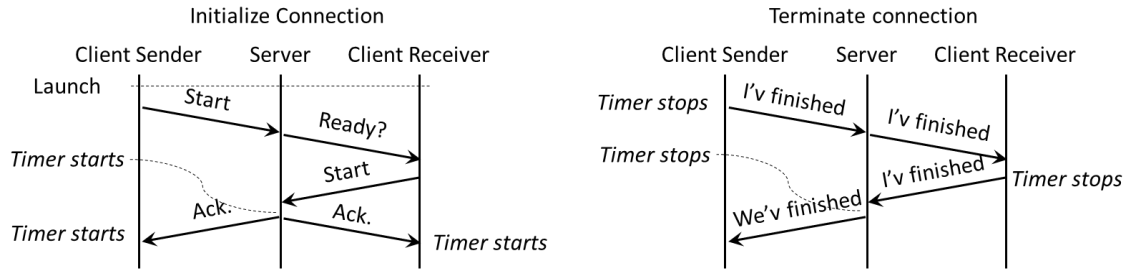 Initialize Connection
Client Sender Server Client Receiver
Launch
Start
Ready?
Timer starts
Start
Ack.
Ack.
Timer starts
Timer starts
Terminate connection
Client Sender Server Client Receiver
Timer stops
I'v finished
I'v finished
Timer stops
I'v finished
Timer stops
We'v finished